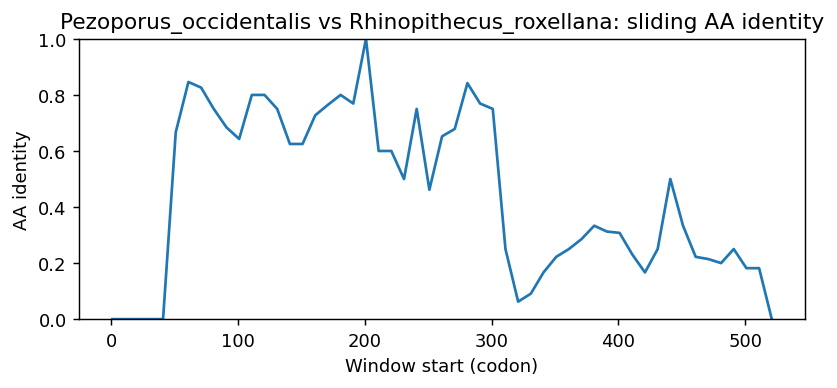 Pezoporus_occidentalis vs Rhinopithecus_roxellana: sliding AA identity
1.0
0.8
0.6
0.4
0.2
0.0
AA identity
0 100 200 300 400 500
Window start (codon)